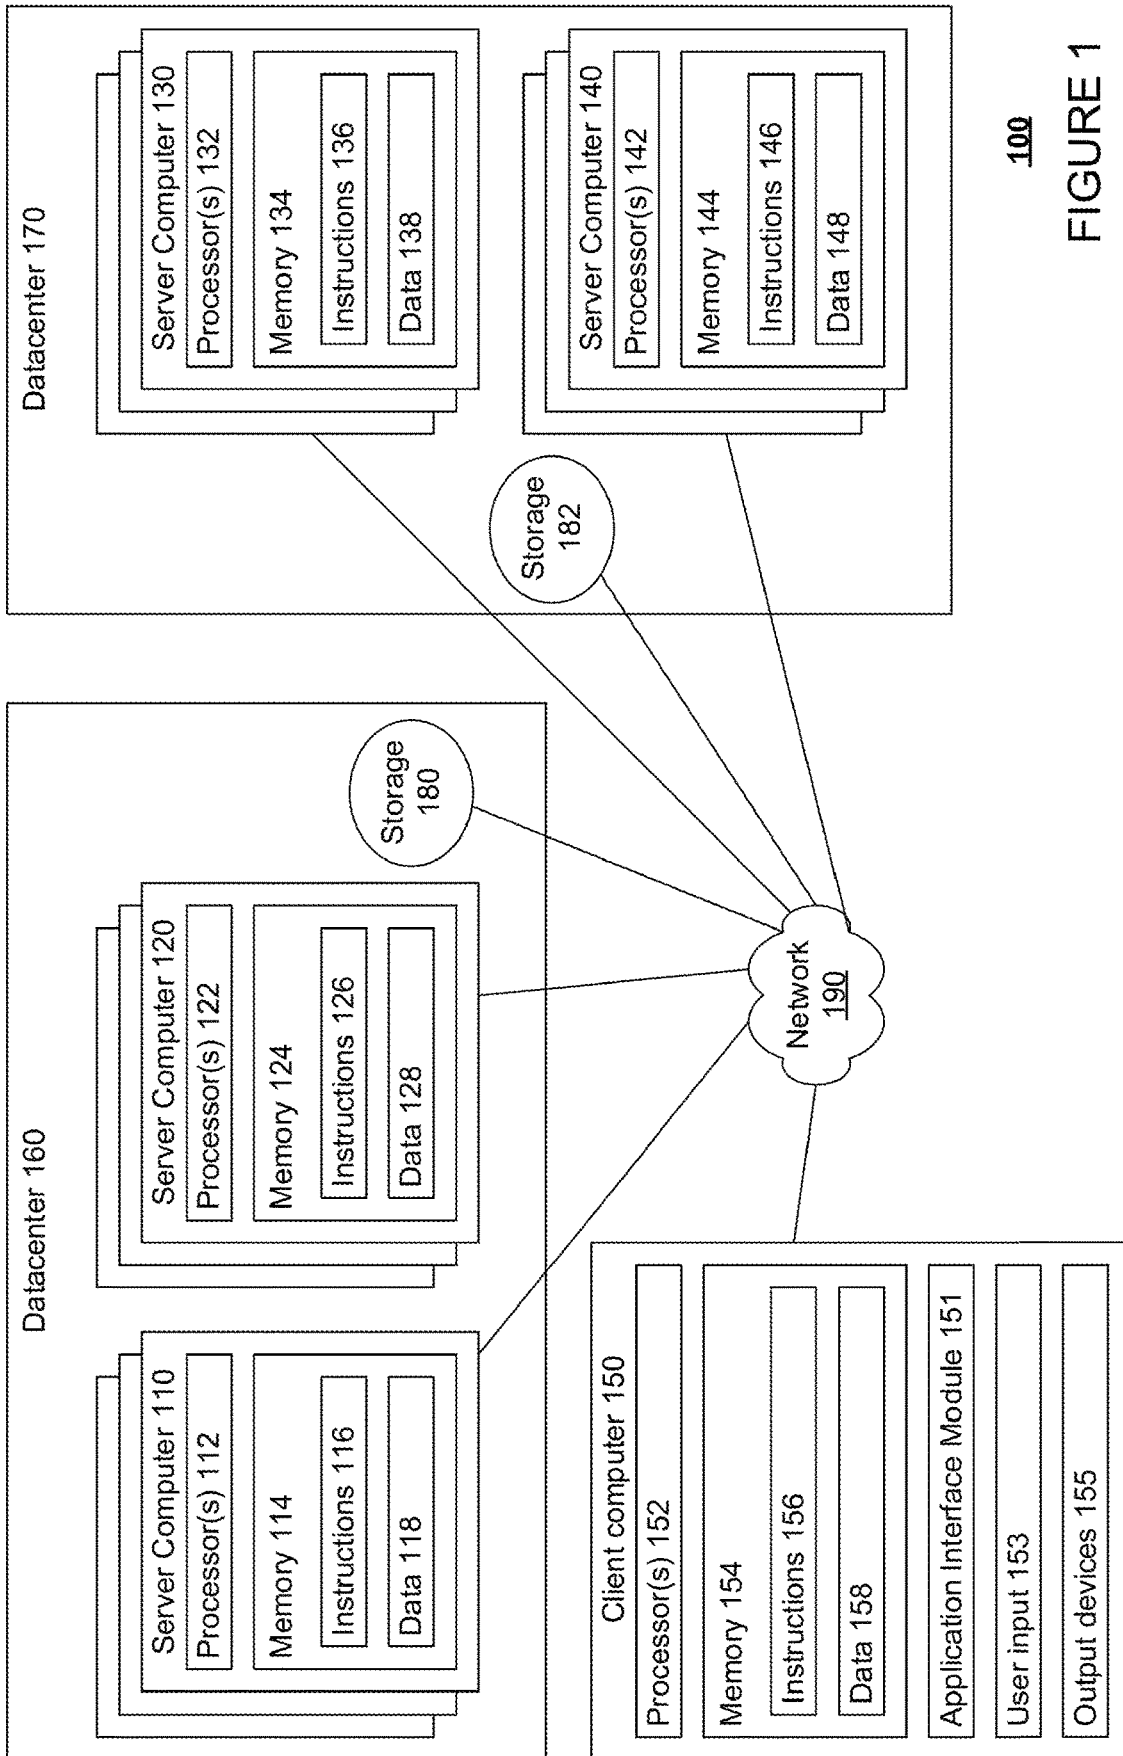 Datacenter 160
Server Computer 110
Processor(s) 112
Memory 114
Instructions 116
Data 118
Server Computer 120
Processor(s) 122
Memory 124
Instructions 126
Data 128
Storage
180
Datacenter 170
Server Computer 130
Processor(s) 132
Memory 134
Instructions 136
Data 138
Storage
182
Server Computer 140
Processor(s) 142
Memory 144
Instructions 146
Data 148
Client computer 150
Processor(s) 152
Memory 154
Instructions 156
Data 158
Application Interface Module 151
User input 153
Output devices 155
Network
190
100
FIGURE 1